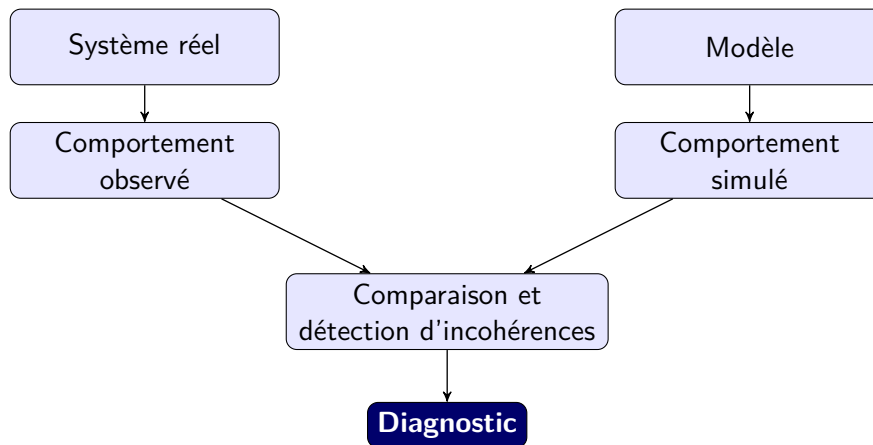 Système réel
Modèle
Comportement
observé
Comportement
simulé
Comparaison et
détection d'incohérences
Diagnostic